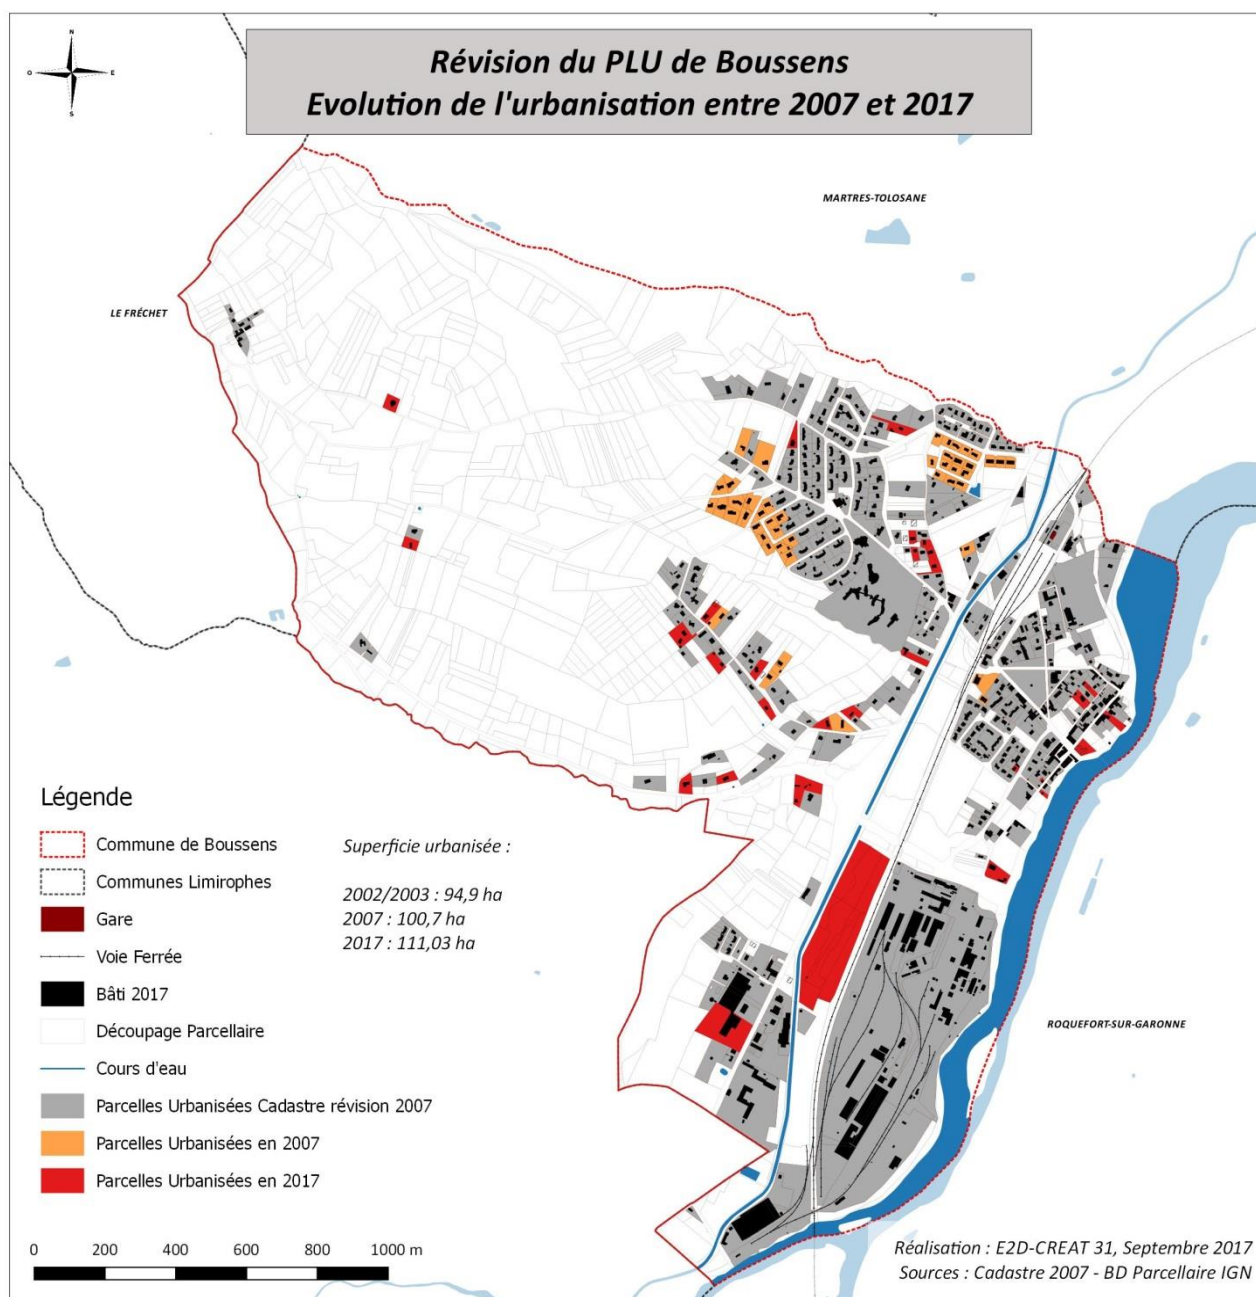 Révision du PLU de Boussens
Evolution de l'urbanisation entre 2007 et 2017
N
O
E
S
MARTRES-TOLOSANE
LE FRÉCHET
ROQUEFORT-SUR-GARONNE
Légende
Commune de Boussens
Communes Limirophes
Gare
Voie Ferrée
Bâti 2017
Découpage Parcellaire
Cours d'eau
Parcelles Urbanisées Cadastre révision 2007
Parcelles Urbanisées en 2007
Parcelles Urbanisées en 2017
Superficie urbanisée :
2002/2003 : 94,9 ha
2007 : 100,7 ha
2017 : 111,03 ha
0 200 400 600 800 1000 m
Réalisation : E2D-CREAT 31, Septembre 2017
Sources : Cadastre 2007 - BD Parcellaire IGN